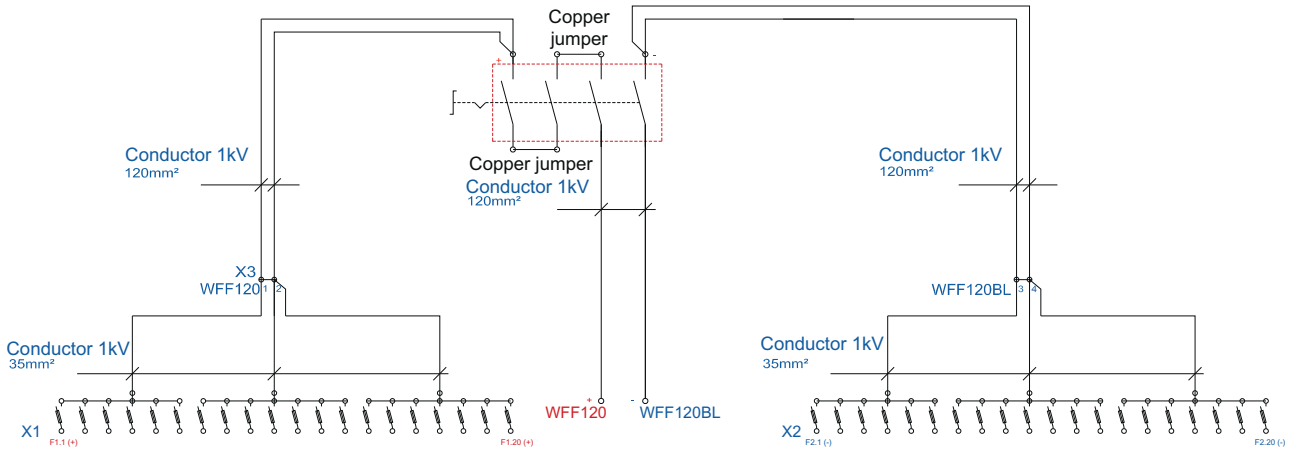 Copper
jumper
+
-
Conductor 1kV
120mm²
Copper jumper
Conductor 1kV
120mm²
Conductor 1kV
120mm²
X3
WFF120
1 2
WFF120BL
3 4
Conductor 1kV
35mm²
Conductor 1kV
35mm²
+
-
WFF120
WFF120BL
X1
F1.1 (+)
F1.20 (+)
X2
F2.1 (-)
F2.20 (-)